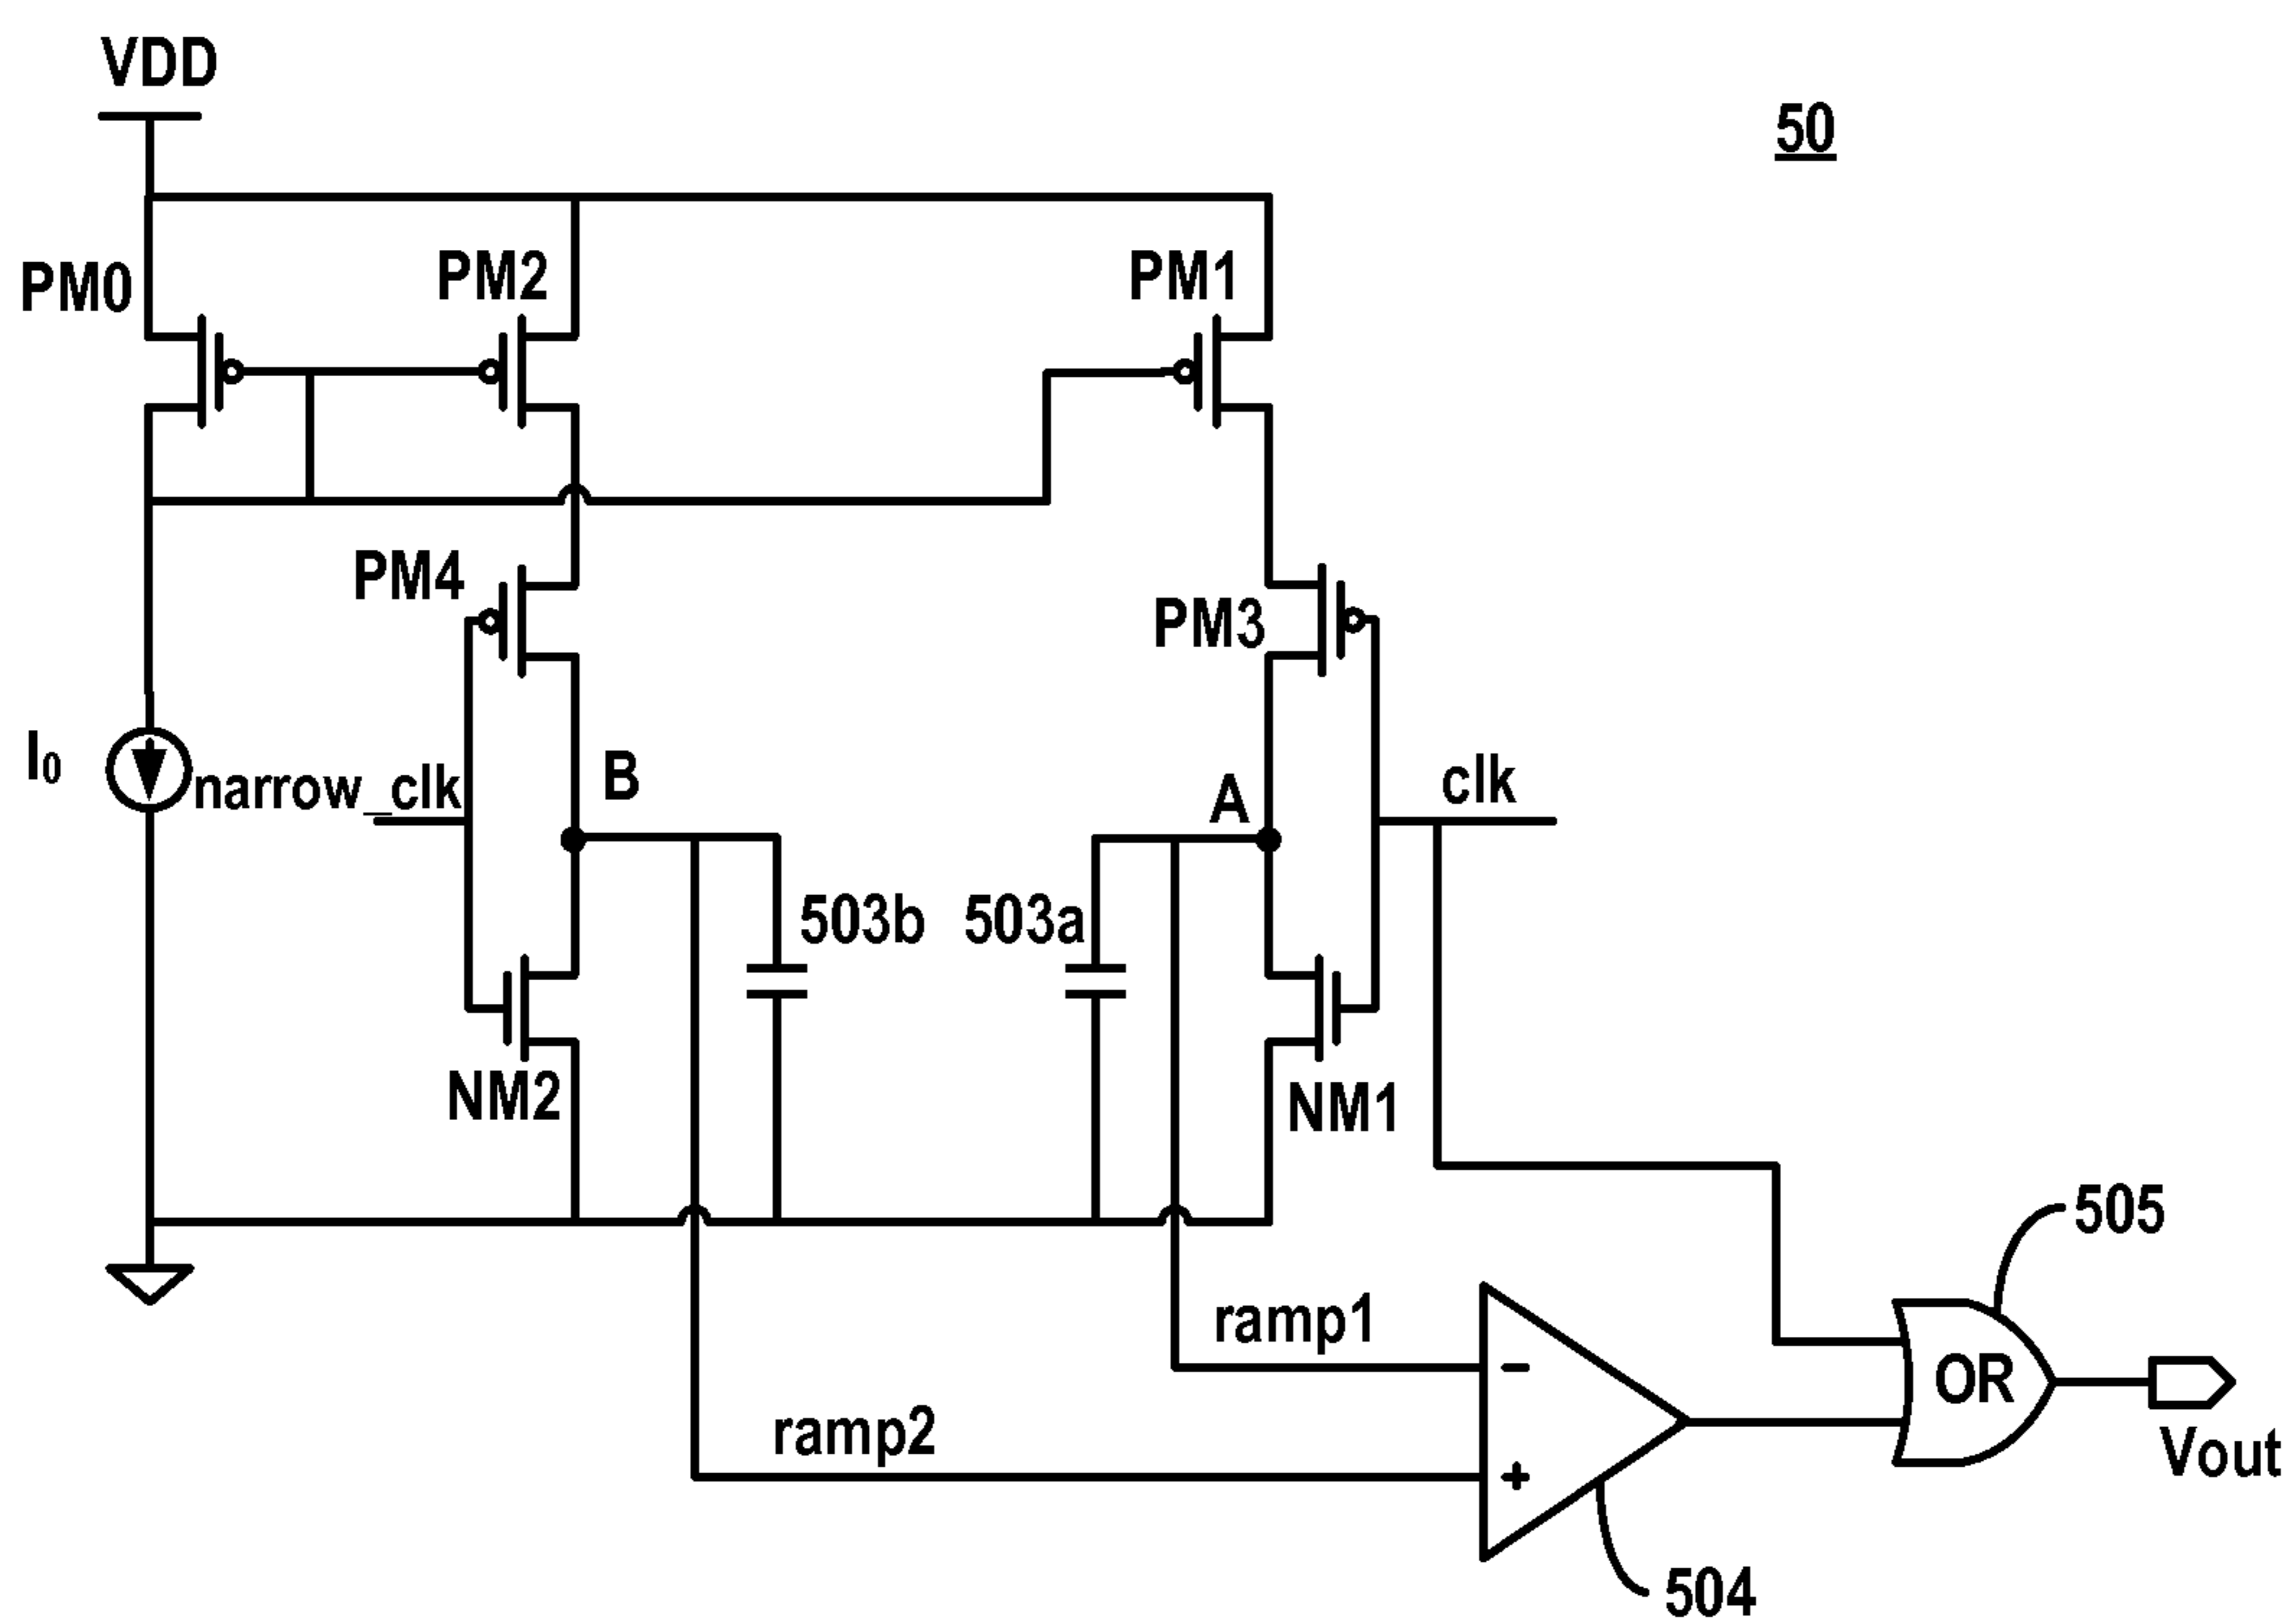 VDD
50
PM0
PM2
PM1
PM4
PM3
I₀
narrow_clk
B
A
clk
503b
503a
NM2
NM1
505
ramp1
OR
ramp2
Vout
504
-
+